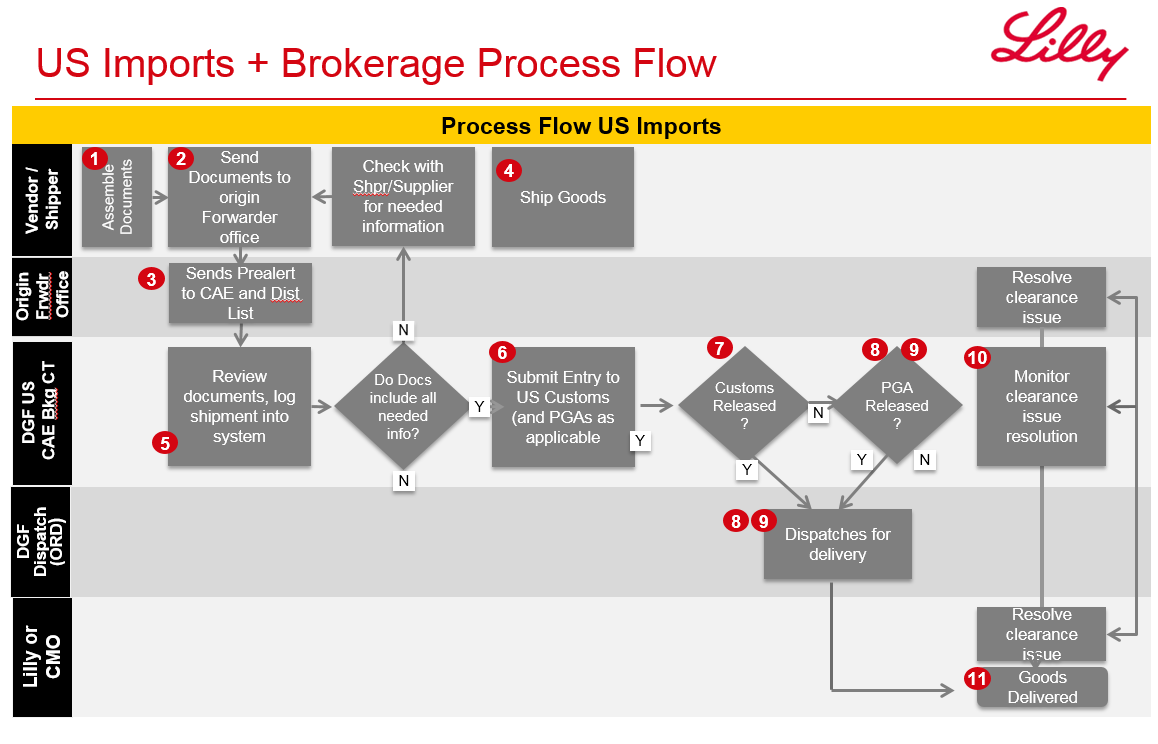 Lilly
US Imports + Brokerage Process Flow
Process Flow US Imports
Vendor /
Shipper
1
Assemble
Documents
2
Send
Documents to
origin
Forwarder
office
Check with
Shpr/Supplier
for needed
information
4
Ship Goods
Origin
Frwdr
Office
3
Sends Prealert
to CAE and Dist
List
Resolve
clearance
issue
N
DGF US
CAE Bkg CT
Review
documents, log
shipment into
system
5
Do Docs
include all
needed
info?
Y
N
6
Submit Entry to
US Customs
(and PGAs as
applicable
Y
7
Customs
Released
?
N
Y
8 9
PGA
Released
?
Y
N
10
Monitor
clearance
issue
resolution
DGF
Dispatch
(ORD)
8 9
Dispatches for
delivery
Lilly or
CMO
Resolve
clearance
issue
11
Goods
Delivered